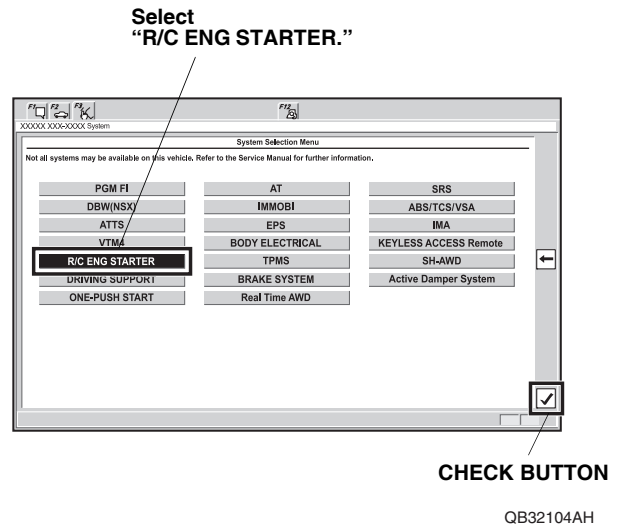 Select
“R/C ENG STARTER.”
F1 F2 F3 F12
XXXXX XXX-XXXX System
System Selection Menu
Not all systems may be available on this vehicle. Refer to the Service Manual for further information.
PGM FI AT SRS
DBW(NSX) IMMOBI ABS/TCS/VSA
ATTS EPS IMA
VTM4 BODY ELECTRICAL KEYLESS ACCESS Remote
R/C ENG STARTER TPMS SH-AWD
DRIVING SUPPORT BRAKE SYSTEM Active Damper System
ONE-PUSH START Real Time AWD
CHECK BUTTON
QB32104AH